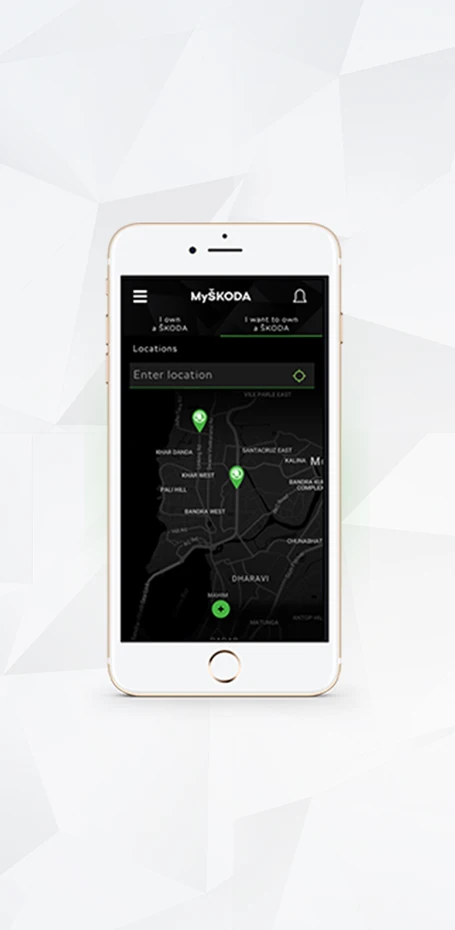 MyŠKODA
I own
a ŠKODA
I want to own
a ŠKODA
Locations
Enter location
VILE PARLE EAST
KHAR DANDA
SANTACRUZ EAST
KALINA
KHAR WEST
PALI HILL
BANDRA KU
COMPLEX
BANDRA WEST
CHUNABHAT
DHARAVI
MAHIM
MATUNGA